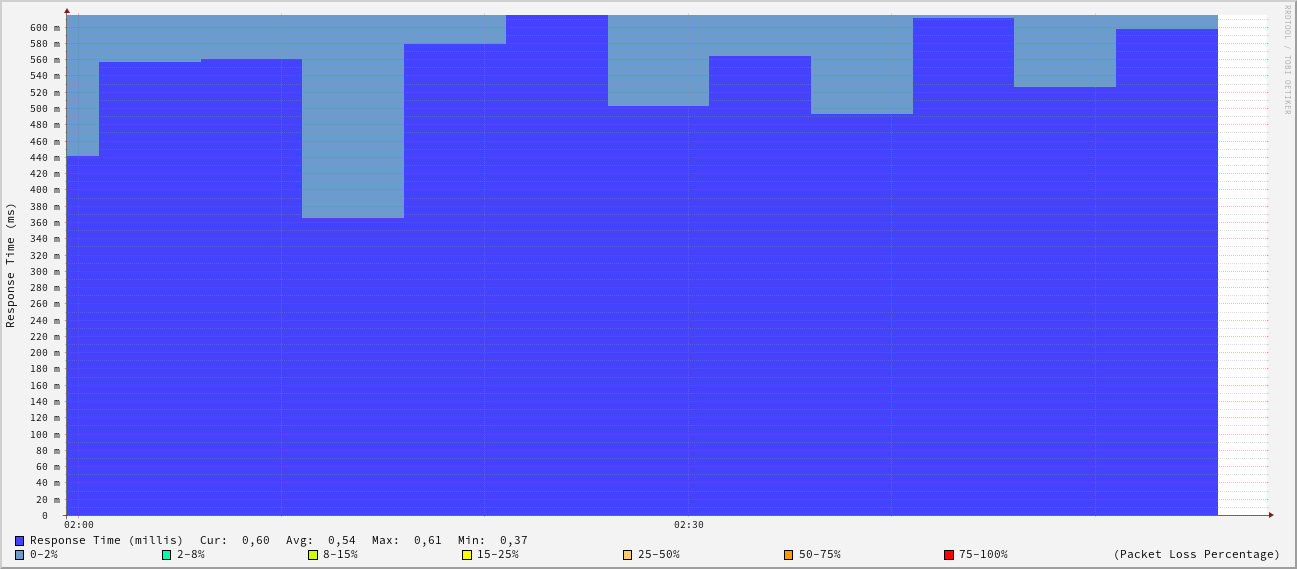 RRDTOOL / TOBI OETIKER
Response Time (ms)
600 m
580 m
560 m
540 m
520 m
500 m
480 m
460 m
440 m
420 m
400 m
380 m
360 m
340 m
320 m
300 m
280 m
260 m
240 m
220 m
200 m
180 m
160 m
140 m
120 m
100 m
80 m
60 m
40 m
20 m
0
02:00 02:30
Response Time (millis) Cur: 0,60 Avg: 0,54 Max: 0,61 Min: 0,37
0-2% 2-8% 8-15% 15-25% 25-50% 50-75% 75-100% (Packet Loss Percentage)